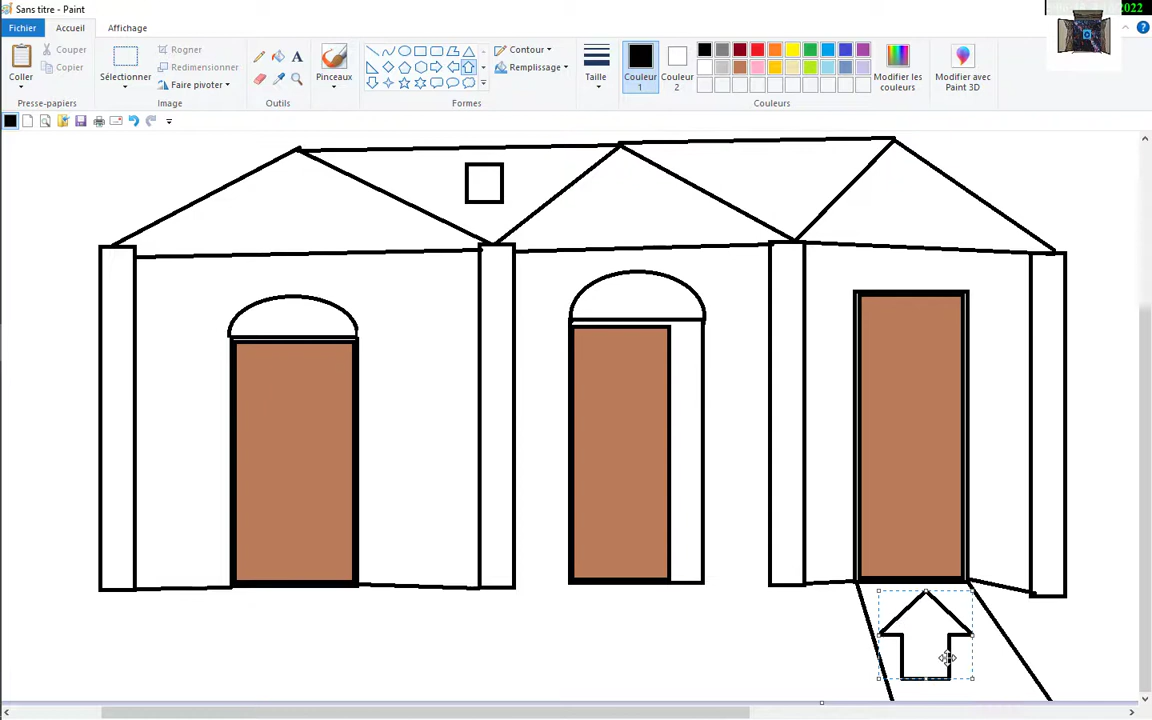 Sans titre - Paint
2022
Fichier
Accueil
Affichage
Coller
Couper
Copier
Presse-papiers
Sélectionner
Rogner
Redimensionner
Faire pivoter
Image
A
Outils
Pinceaux
Contour
Remplissage
Formes
Taille
Couleur
1
Couleur
2
Couleurs
Modifier les
couleurs
Modifier avec
Paint 3D